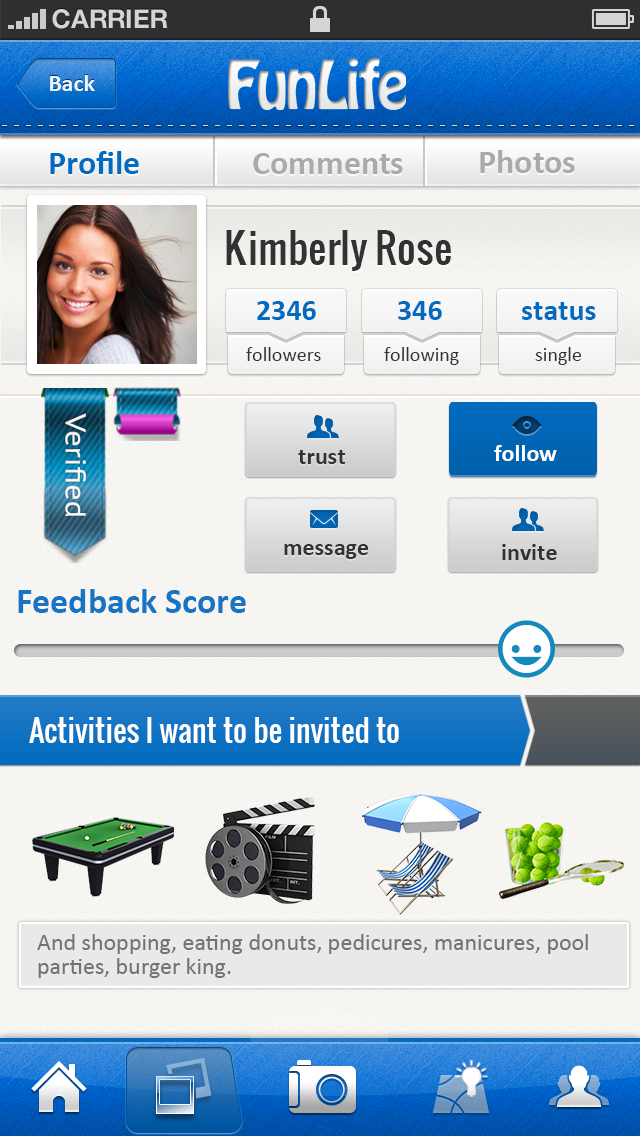 CARRIER
Back
FunLife
Profile
Comments
Photos
Kimberly Rose
2346
followers
346
following
status
single
Verified
trust
follow
message
invite
Feedback Score
Activities I want to be invited to
And shopping, eating donuts, pedicures, manicures, pool
parties, burger king.